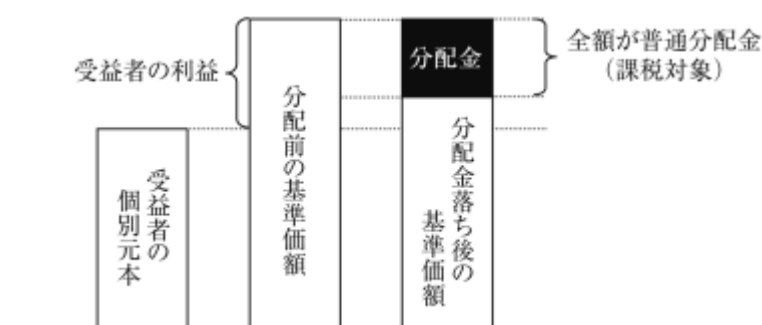 受益者の利益
受益者の
個別元本
分配前の基準価額
分配金
分配金落ち後の
基準価額
全額が普通分配金
(課税対象)